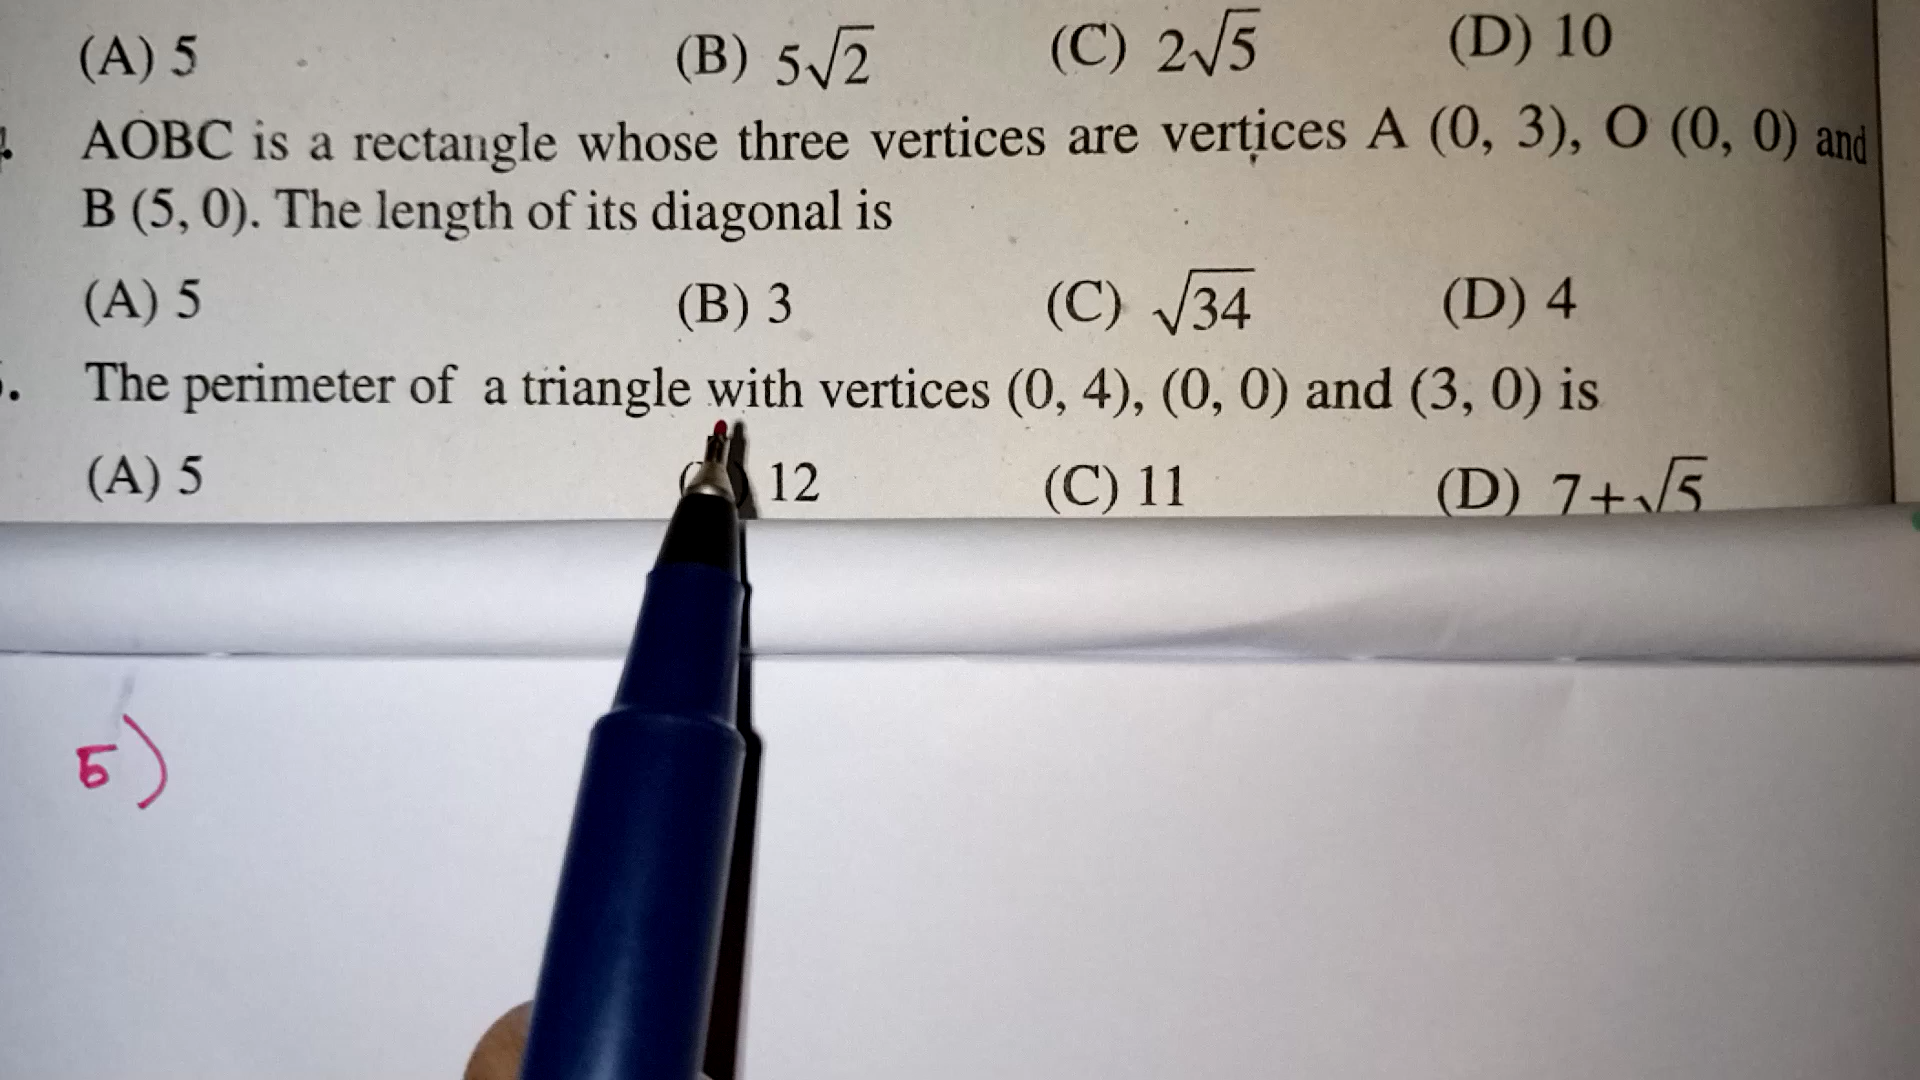 (A) 5 (B) 5√2 (C) 2√5 (D) 10
AOBC is a rectangle whose three vertices are vertices A (0, 3), O (0, 0) and
B (5, 0). The length of its diagonal is
(A) 5 (B) 3 (C) √34 (D) 4
. The perimeter of a triangle with vertices (0, 4), (0, 0) and (3, 0) is
(A) 5 12 (C) 11 (D) 7+√5
5)